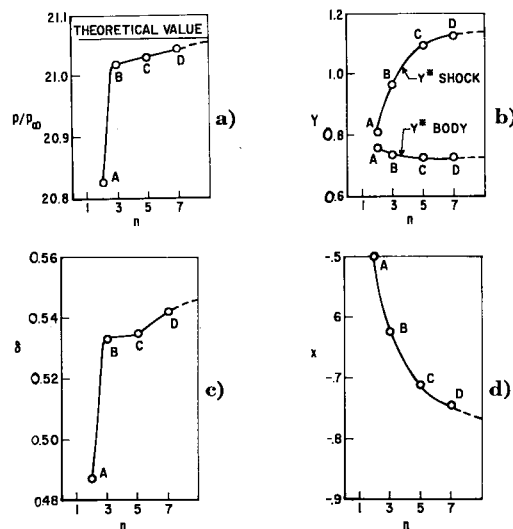 THEORETICAL VALUE
21.1
21.0
20.9
20.8
P/P∞
A
B
C
D
1 3 5 7
n
a)
1.2
1.0
0.8
0.6
Y
A
B
C
D
Y* SHOCK
Y* BODY
A
B
C
D
1 3 5 7
n
b)
0.56
0.54
0.52
0.50
0.48
A
B
C
D
1 3 5 7
n
c)
-.5
.6
-.7
-.8
-.9
x
A
B
C
D
1 3 5 7
n
d)